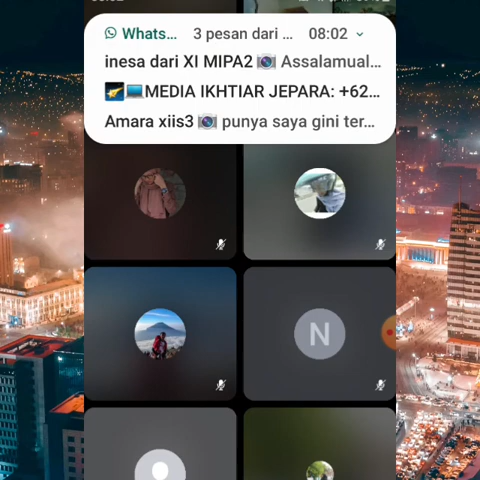 Whats... 3 pesan dari ... 08:02
inesa dari XI MIPA2 📷 Assalamual...
🌠💻MEDIA IKHTIAR JEPARA: +62...
Amara xiis3 📷 punya saya gini ter...
N